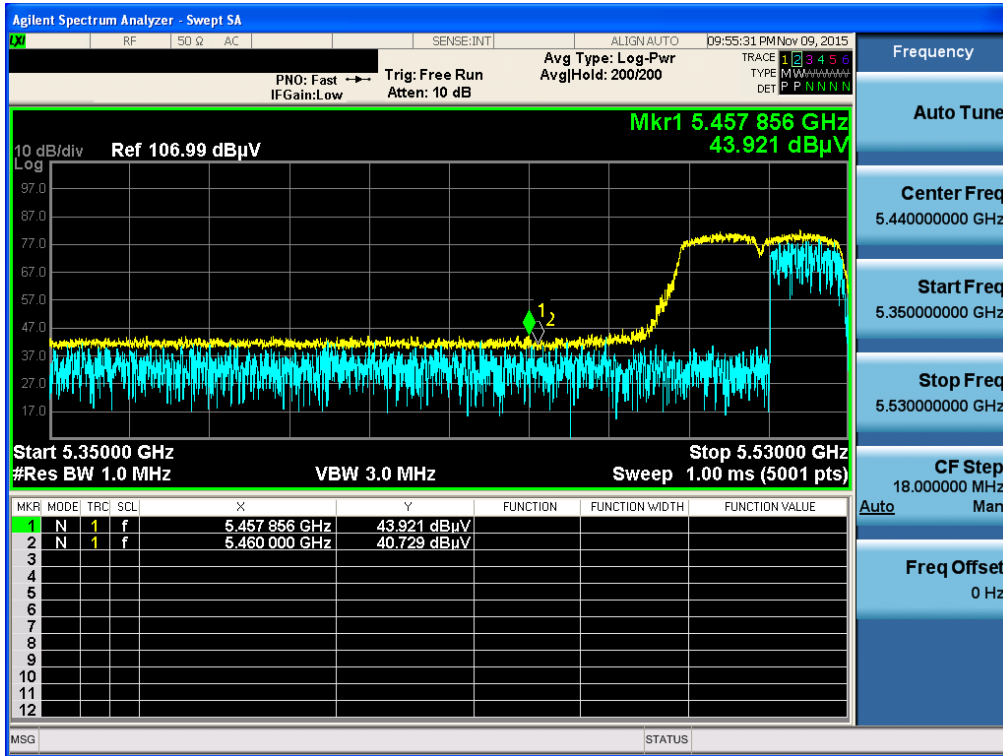 Agilent Spectrum Analyzer - Swept SA
LXI RF 50 Ω AC SENSE:INT ALIGN AUTO 09:55:31 PM Nov 09, 2015
PNO: Fast Trig: Free Run Avg Type: Log-Pwr TRACE 1 2 3 4 5 6
IFGain:Low Atten: 10 dB Avg|Hold: 200/200 TYPE M W W W W W
DET P P N N N N
Mkr1 5.457 856 GHz
43.921 dBµV
10 dB/div Ref 106.99 dBµV
Log
97.0
87.0
77.0
67.0
57.0
47.0
37.0
27.0
17.0
1
2
Start 5.35000 GHz Stop 5.53000 GHz
#Res BW 1.0 MHz VBW 3.0 MHz Sweep 1.00 ms (5001 pts)
MKR MODE TRC SCL X Y FUNCTION FUNCTION WIDTH FUNCTION VALUE
1 N 1 f 5.457 856 GHz 43.921 dBµV
2 N 1 f 5.460 000 GHz 40.729 dBµV
3
4
5
6
7
8
9
10
11
12
MSG STATUS
Frequency
Auto Tune
Center Freq
5.440000000 GHz
Start Freq
5.350000000 GHz
Stop Freq
5.530000000 GHz
CF Step
18.000000 MHz
Auto Man
Freq Offset
0 Hz